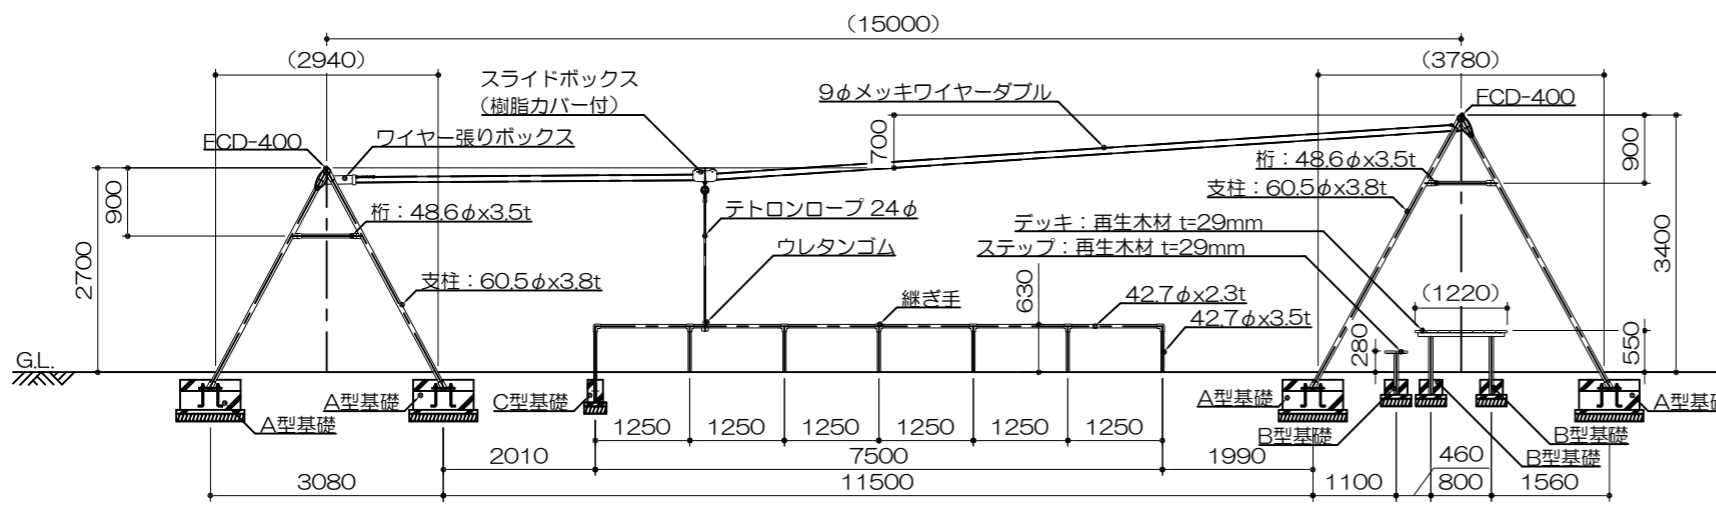 (15000)
(2940)
(3780)
スライドボックス
(樹脂カバー付)
9φメッキワイヤーダブル
FCD-400
FCD-400
ワイヤー張りボックス
700
900
桁：48.6φx3.5t
支柱：60.5φx3.8t
900
桁：48.6φx3.5t
テトロンロープ 24φ
デッキ：再生木材 t=29mm
ステップ：再生木材 t=29mm
ウレタンゴム
2700
3400
支柱：60.5φx3.8t
継ぎ手
630
42.7φx2.3t
42.7φx3.5t
(1220)
280
550
G.L.
A型基礎
A型基礎
C型基礎
A型基礎
B型基礎
B型基礎
B型基礎
A型基礎
1250
1250
1250
1250
1250
1250
2010
7500
1990
460
3080
11500
1100
800
1560